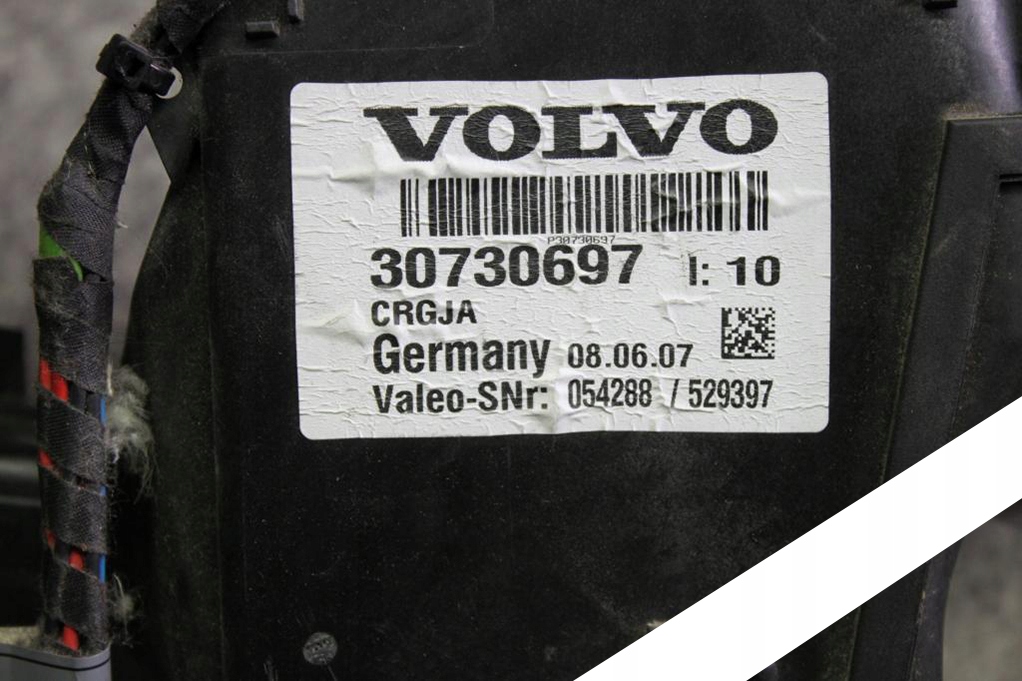 VOLVO
P30730697
30730697 I: 10
CRGJA
Germany 08.06.07
Valeo-SNr: 054288 / 529397